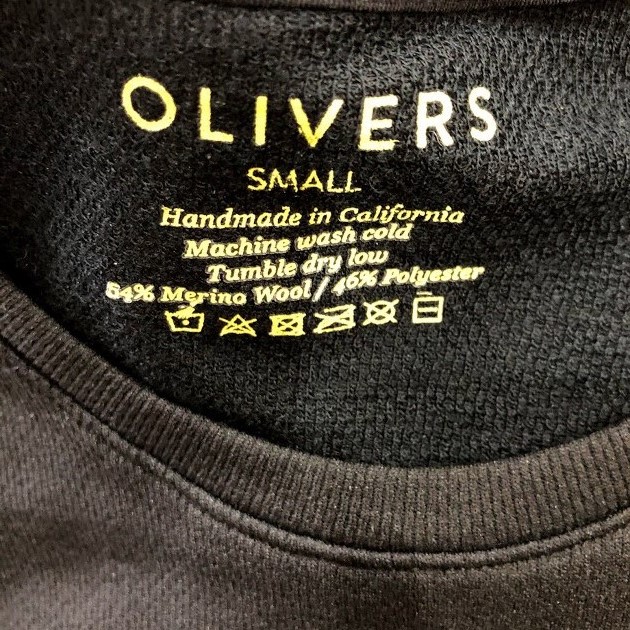 OLIVERS
SMALL
Handmade in California
Machine wash cold
Tumble dry low
54% Merino Wool / 46% Polyester